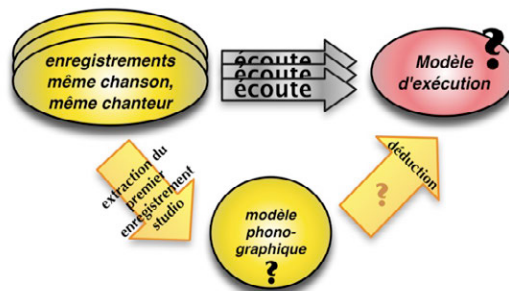 enregistrements
même chanson,
même chanteur
écoute
écoute
écoute
?
Modèle
d'exécution
extraction du
premier
enregistrement
studio
modèle
phono-
graphique
?
déduction
?